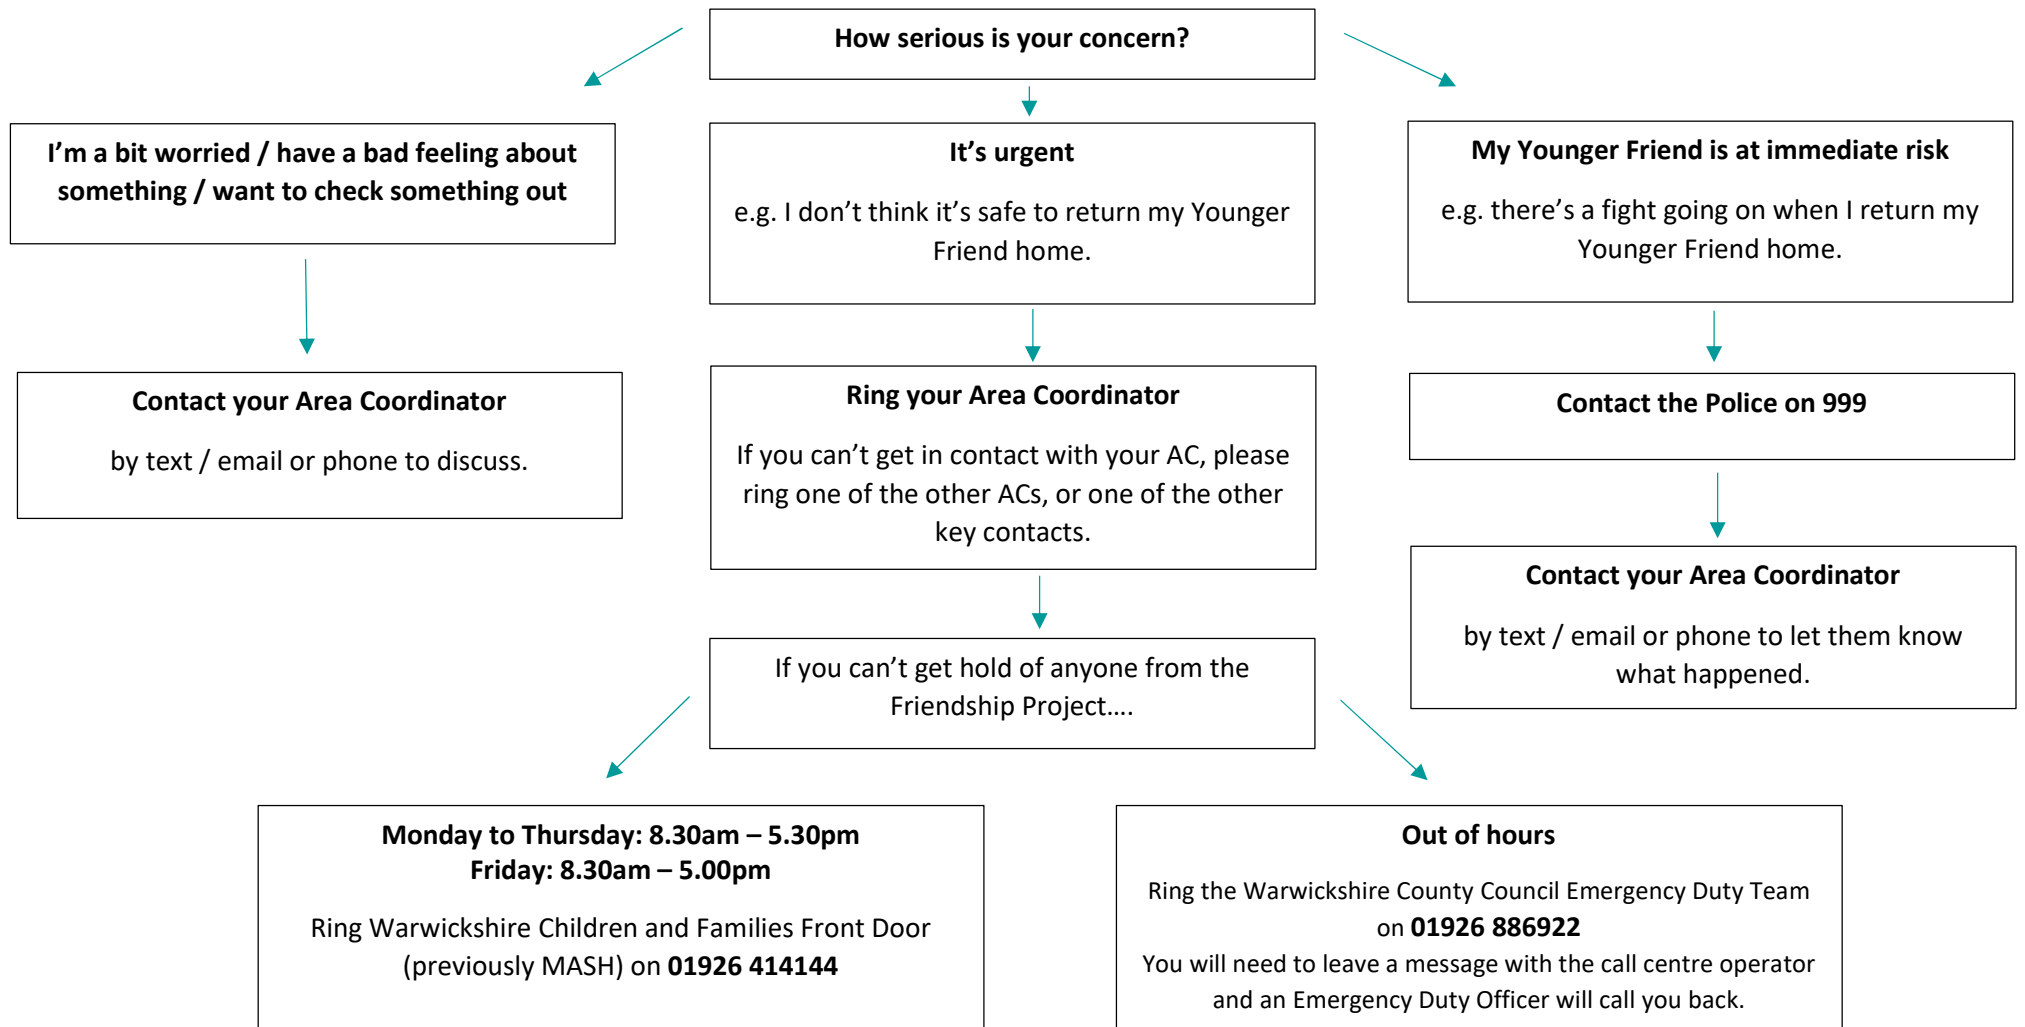 How serious is your concern?
I’m a bit worried / have a bad feeling about
something / want to check something out
It’s urgent
e.g. I don’t think it’s safe to return my Younger
Friend home.
My Younger Friend is at immediate risk
e.g. there’s a fight going on when I return my
Younger Friend home.
Contact your Area Coordinator
by text / email or phone to discuss.
Ring your Area Coordinator
If you can’t get in contact with your AC, please
ring one of the other ACs, or one of the other
key contacts.
Contact the Police on 999
Contact your Area Coordinator
by text / email or phone to let them know
what happened.
If you can’t get hold of anyone from the
Friendship Project….
Monday to Thursday: 8.30am – 5.30pm
Friday: 8.30am – 5.00pm
Ring Warwickshire Children and Families Front Door
(previously MASH) on 01926 414144
Out of hours
Ring the Warwickshire County Council Emergency Duty Team
on 01926 886922
You will need to leave a message with the call centre operator
and an Emergency Duty Officer will call you back.